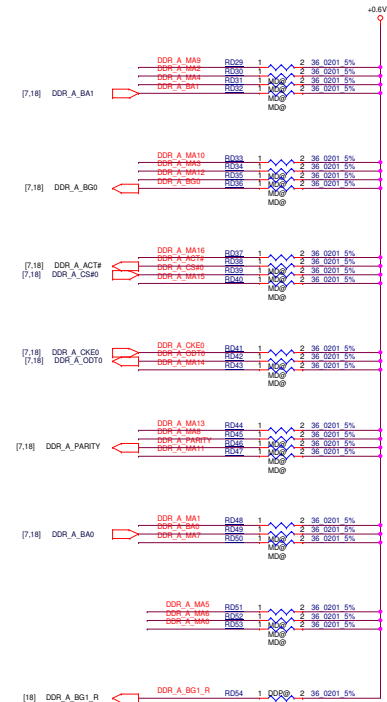 +0.6V
DDR_A_MA9 RD29 1 2 36_0201_5%
DDR_A_MA2 RD30 1 2 36_0201_5%
DDR_A_MA4 RD31 1 MD@ 2 36_0201_5%
[7,18] DDR_A_BA1 DDR_A_BA1 RD32 1 MD@ 2 36_0201_5%
MD@
MD@
DDR_A_MA10 RD33 1 2 36_0201_5%
DDR_A_MA3 RD34 1 2 36_0201_5%
DDR_A_MA12 RD35 1 MD@ 2 36_0201_5%
[7,18] DDR_A_BG0 DDR_A_BG0 RD36 1 MD@ 2 36_0201_5%
MD@
MD@
DDR_A_MA16 RD37 1 2 36_0201_5%
[7,18] DDR_A_ACT# DDR_A_ACT# RD38 1 2 36_0201_5%
[7,18] DDR_A_CS#0 DDR_A_CS#0 RD39 1 MD@ 2 36_0201_5%
DDR_A_MA15 RD40 1 MD@ 2 36_0201_5%
MD@
MD@
[7,18] DDR_A_CKE0 DDR_A_CKE0 RD41 1 2 36_0201_5%
[7,18] DDR_A_ODT0 DDR_A_ODT0 RD42 1 2 36_0201_5%
DDR_A_MA14 RD43 1 MD@ 2 36_0201_5%
MD@
MD@
DDR_A_MA13 RD44 1 2 36_0201_5%
DDR_A_MA8 RD45 1 2 36_0201_5%
DDR_A_PARITY RD46 1 MD@ 2 36_0201_5%
[7,18] DDR_A_PARITY DDR_A_MA11 RD47 1 MD@ 2 36_0201_5%
MD@
MD@
DDR_A_MA1 RD48 1 2 36_0201_5%
[7,18] DDR_A_BA0 DDR_A_BA0 RD49 1 2 36_0201_5%
DDR_A_MA7 RD50 1 MD@ 2 36_0201_5%
MD@
MD@
DDR_A_MA5 RD51 1 2 36_0201_5%
DDR_A_MA6 RD52 1 2 36_0201_5%
DDR_A_MA0 RD53 1 MD@ 2 36_0201_5%
MD@
MD@
[18] DDR_A_BG1_R DDR_A_BG1_R RD54 1 DDP@ 2 36_0201_5%